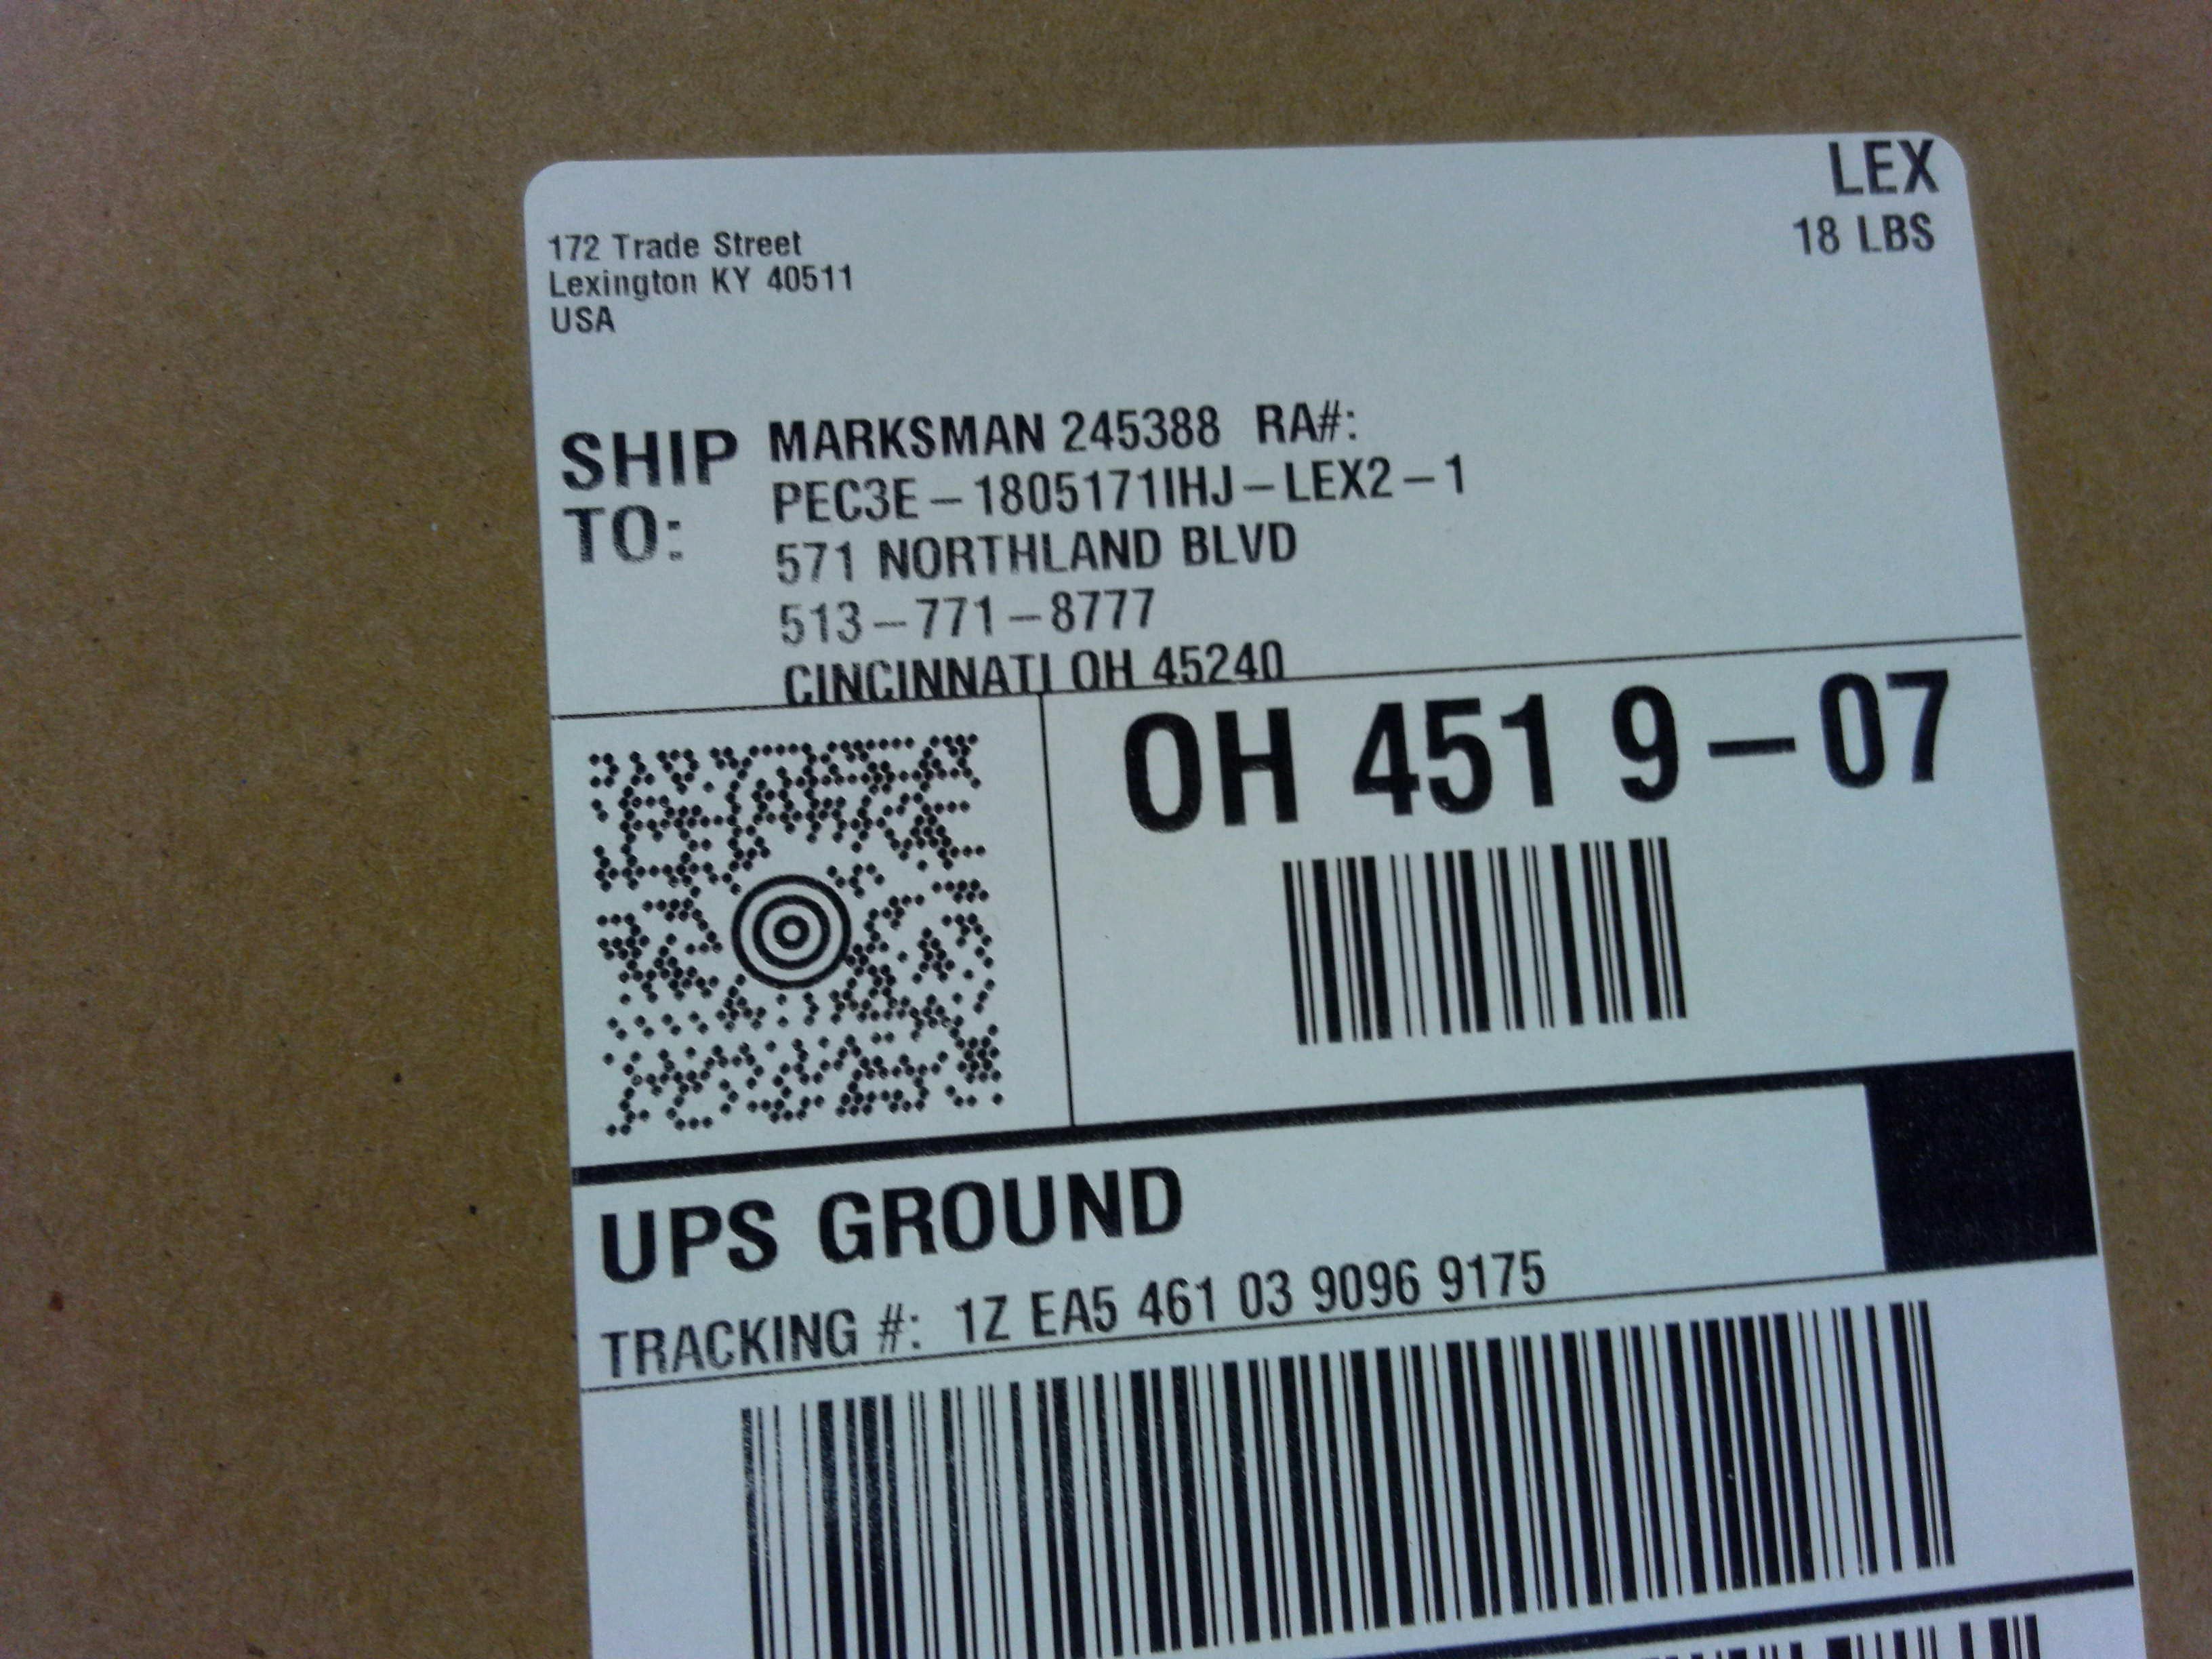 LEX
18 LBS
172 Trade Street
Lexington KY 40511
USA
SHIP TO:
MARKSMAN 245388 RA#:
PEC3E-1805171IHJ-LEX2-1
571 NORTHLAND BLVD
513-771-8777
CINCINNATI OH 45240
OH 451 9-07
UPS GROUND
TRACKING #: 1Z EA5 461 03 9096 9175